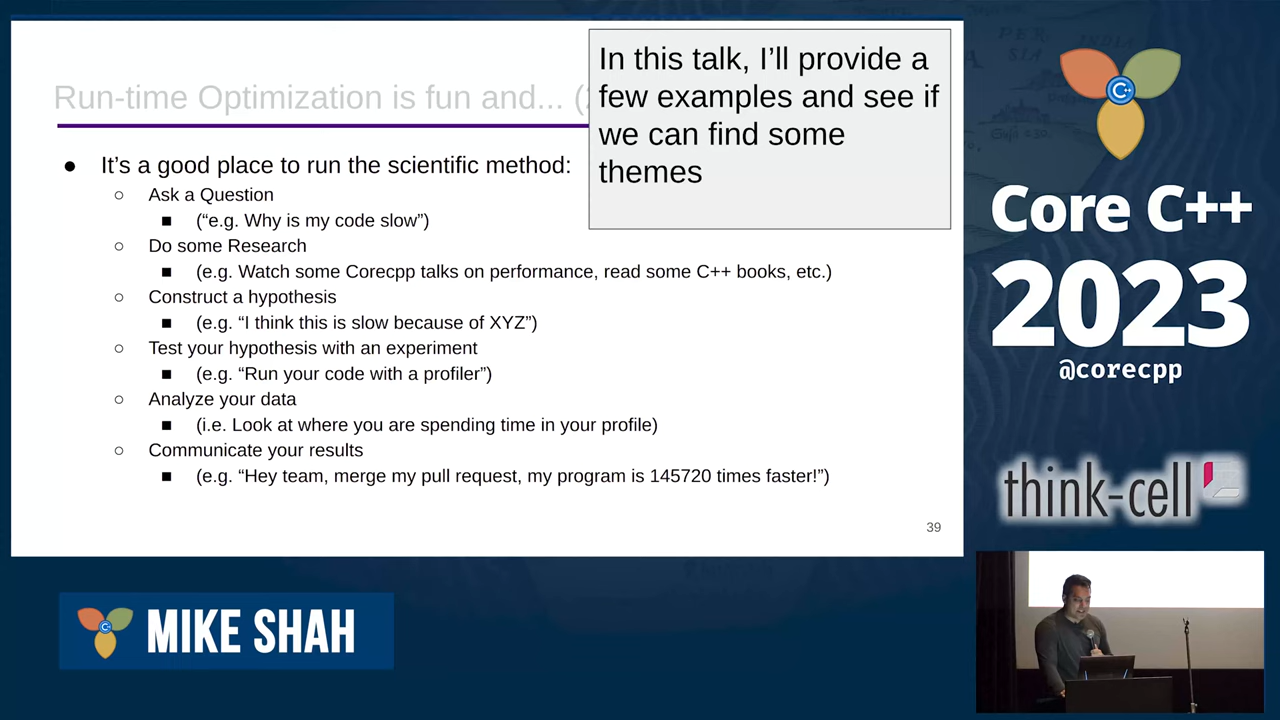 Run-time Optimization is fun and... (
In this talk, I’ll provide a
few examples and see if
we can find some
themes
● It’s a good place to run the scientific method:
○ Ask a Question
■ (“e.g. Why is my code slow”)
○ Do some Research
■ (e.g. Watch some Corecpp talks on performance, read some C++ books, etc.)
○ Construct a hypothesis
■ (e.g. “I think this is slow because of XYZ”)
○ Test your hypothesis with an experiment
■ (e.g. “Run your code with a profiler”)
○ Analyze your data
■ (i.e. Look at where you are spending time in your profile)
○ Communicate your results
■ (e.g. “Hey team, merge my pull request, my program is 145720 times faster!”)
39
C++
Core C++
2023
@corecpp
think-cell
C++
MIKE SHAH